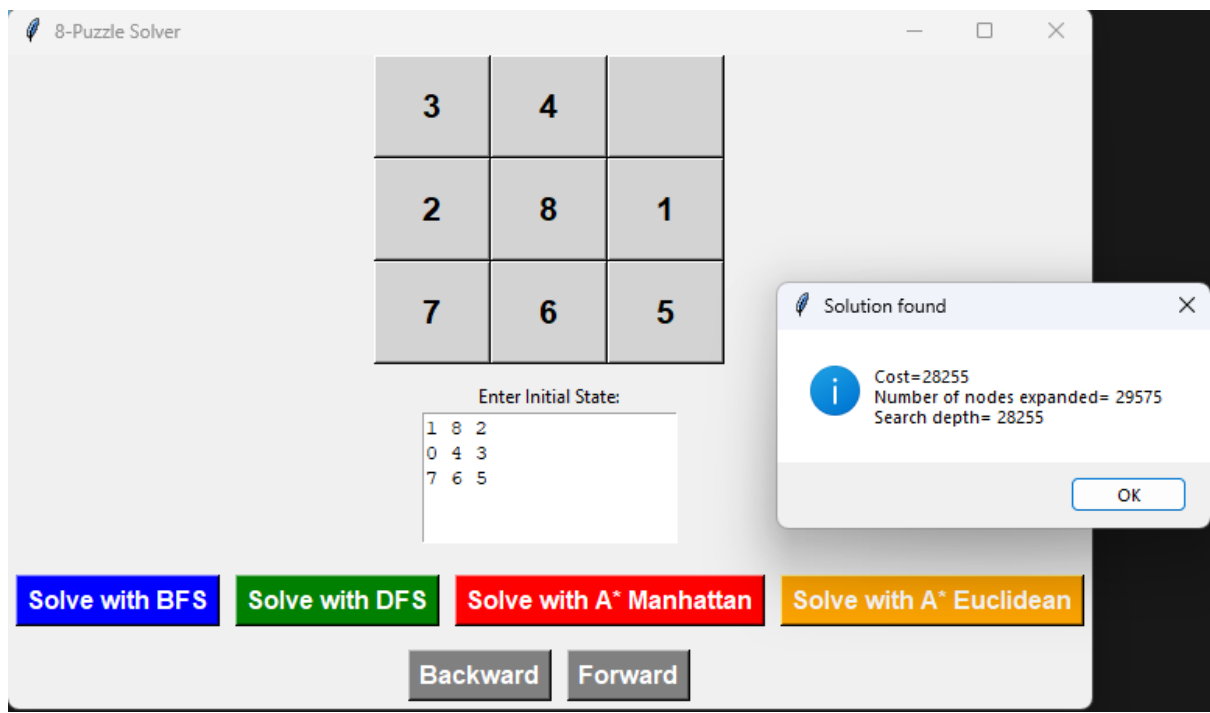 8-Puzzle Solver
3 4
2 8 1
7 6 5
Enter Initial State:
1 8 2
0 4 3
7 6 5
Solution found
i
Cost=28255
Number of nodes expanded= 29575
Search depth= 28255
OK
Solve with BFS Solve with DFS Solve with A* Manhattan Solve with A* Euclidean
Backward Forward